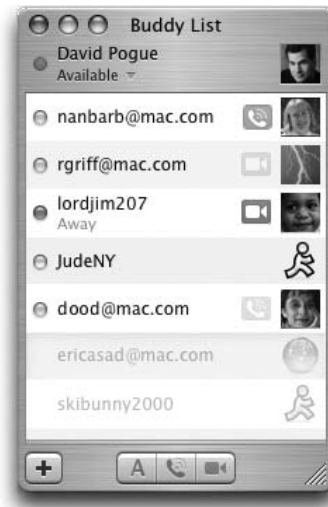 Buddy List
David Pogue
Available
nanbarb@mac.com
rgriff@mac.com
lordjim207
Away
JudeNY
dood@mac.com
ericasad@mac.com
skibunny2000
A